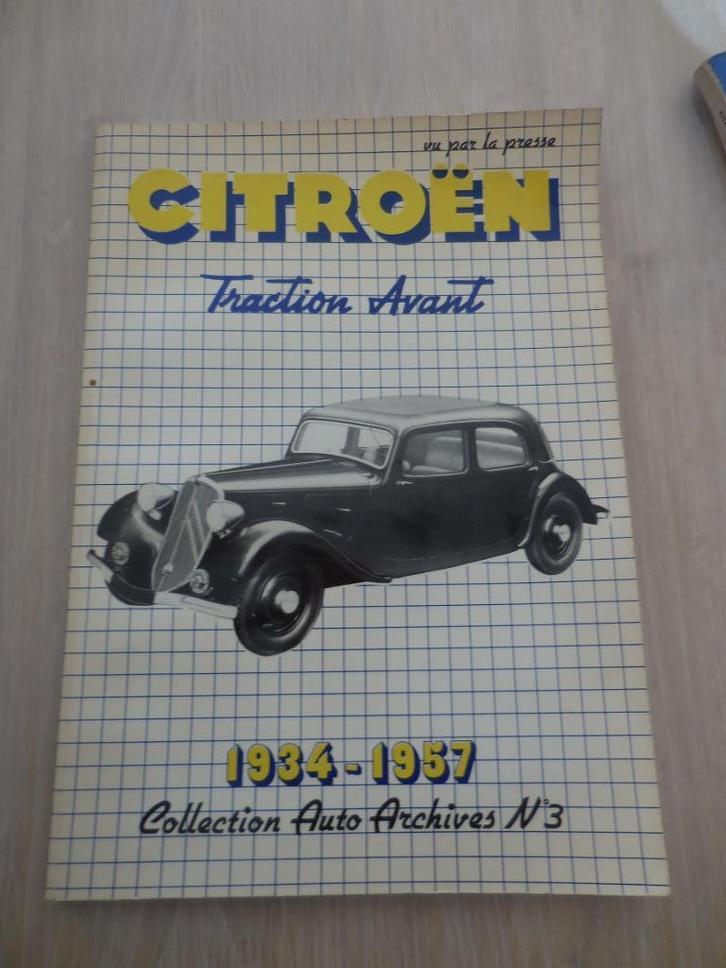 vu par la presse
CITROËN
Traction Avant
1934-1957
Collection Auto Archives N°3